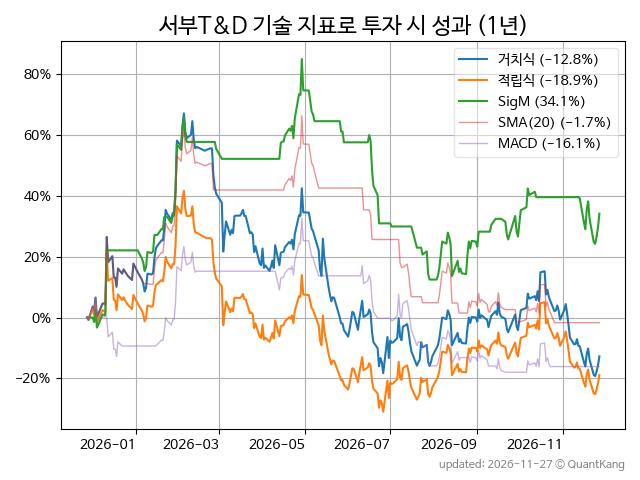 서부T&D 기술 지표로 투자 시 성과 (1년)
거치식 (-12.8%)
적립식 (-18.9%)
SigM (34.1%)
SMA(20) (-1.7%)
MACD (-16.1%)
80%
60%
40%
20%
0%
-20%
2026-01
2026-03
2026-05
2026-07
2026-09
2026-11
updated: 2026-11-27 © QuantKang